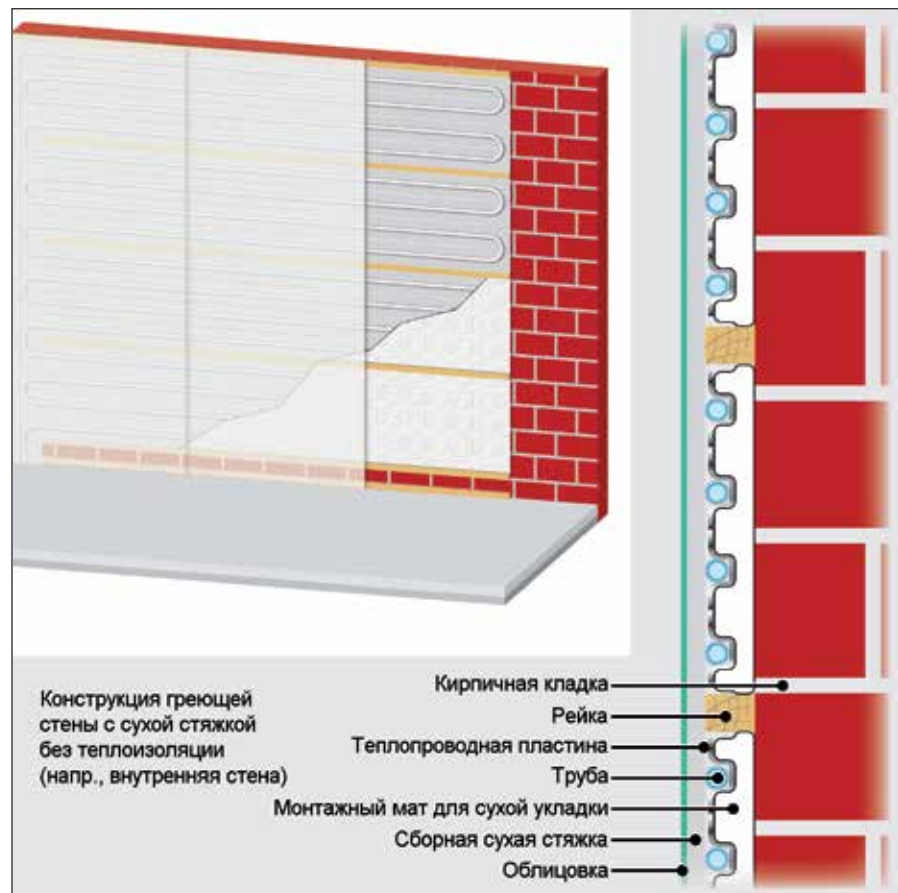 Конструкция греющей
стены с сухой стяжкой
без теплоизоляции
(напр., внутренняя стена)
Кирпичная кладка
Рейка
Теплопроводная пластина
Труба
Монтажный мат для сухой укладки
Сборная сухая стяжка
Облицовка